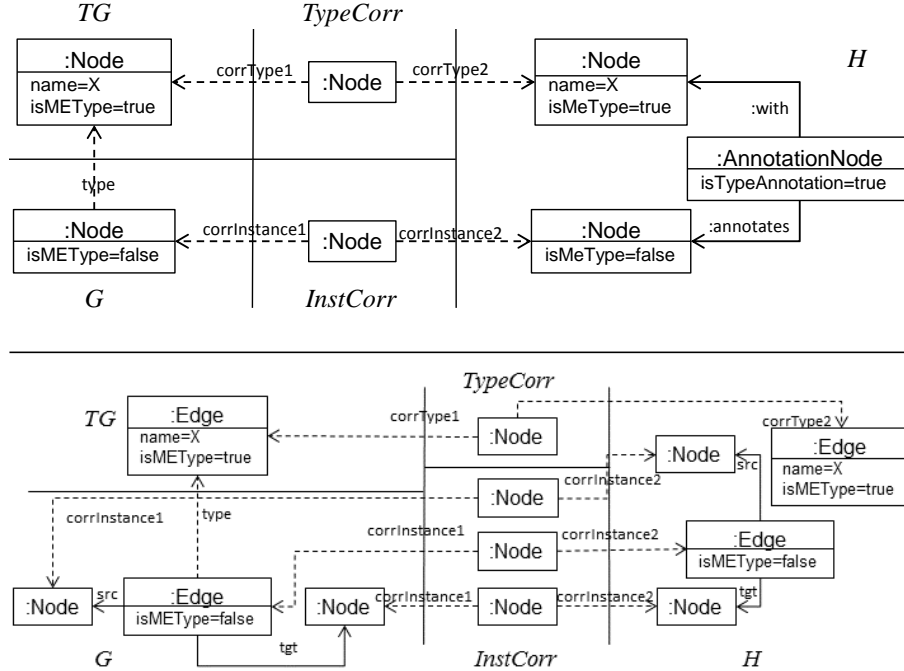 TG
TypeCorr
H
:Node
name=X
isMEType=true
corrType1
:Node
corrType2
:Node
name=X
isMeType=true
:with
:AnnotationNode
isTypeAnnotation=true
type
:Node
isMEType=false
corrInstance1
:Node
corrInstance2
:Node
isMeType=false
:annotates
G
InstCorr
TypeCorr
TG
:Edge
name=X
isMEType=true
corrType1
:Node
corrType2
:Edge
name=X
isMEType=true
:Node
src
corrInstance2
:Node
corrInstance1
type
corrInstance1
:Node
corrInstance2
:Edge
isMEType=false
:Node
src
:Edge
isMEType=false
:Node
tgt
corrInstance1
:Node
corrInstance2
:Node
tgt
G
InstCorr
H